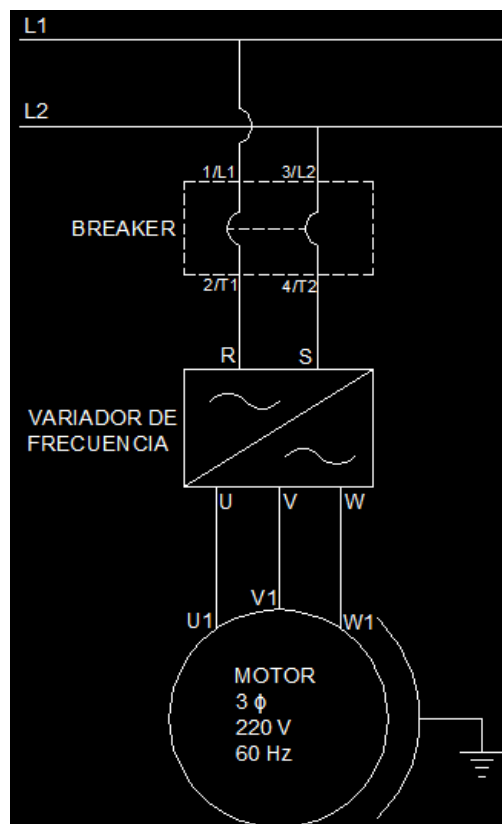 L1
L2
1/L1 3/L2
BREAKER
2/T1 4/T2
R S
VARIADOR DE
FRECUENCIA
U V W
V1
U1 W1
MOTOR
3 ϕ
220 V
60 Hz